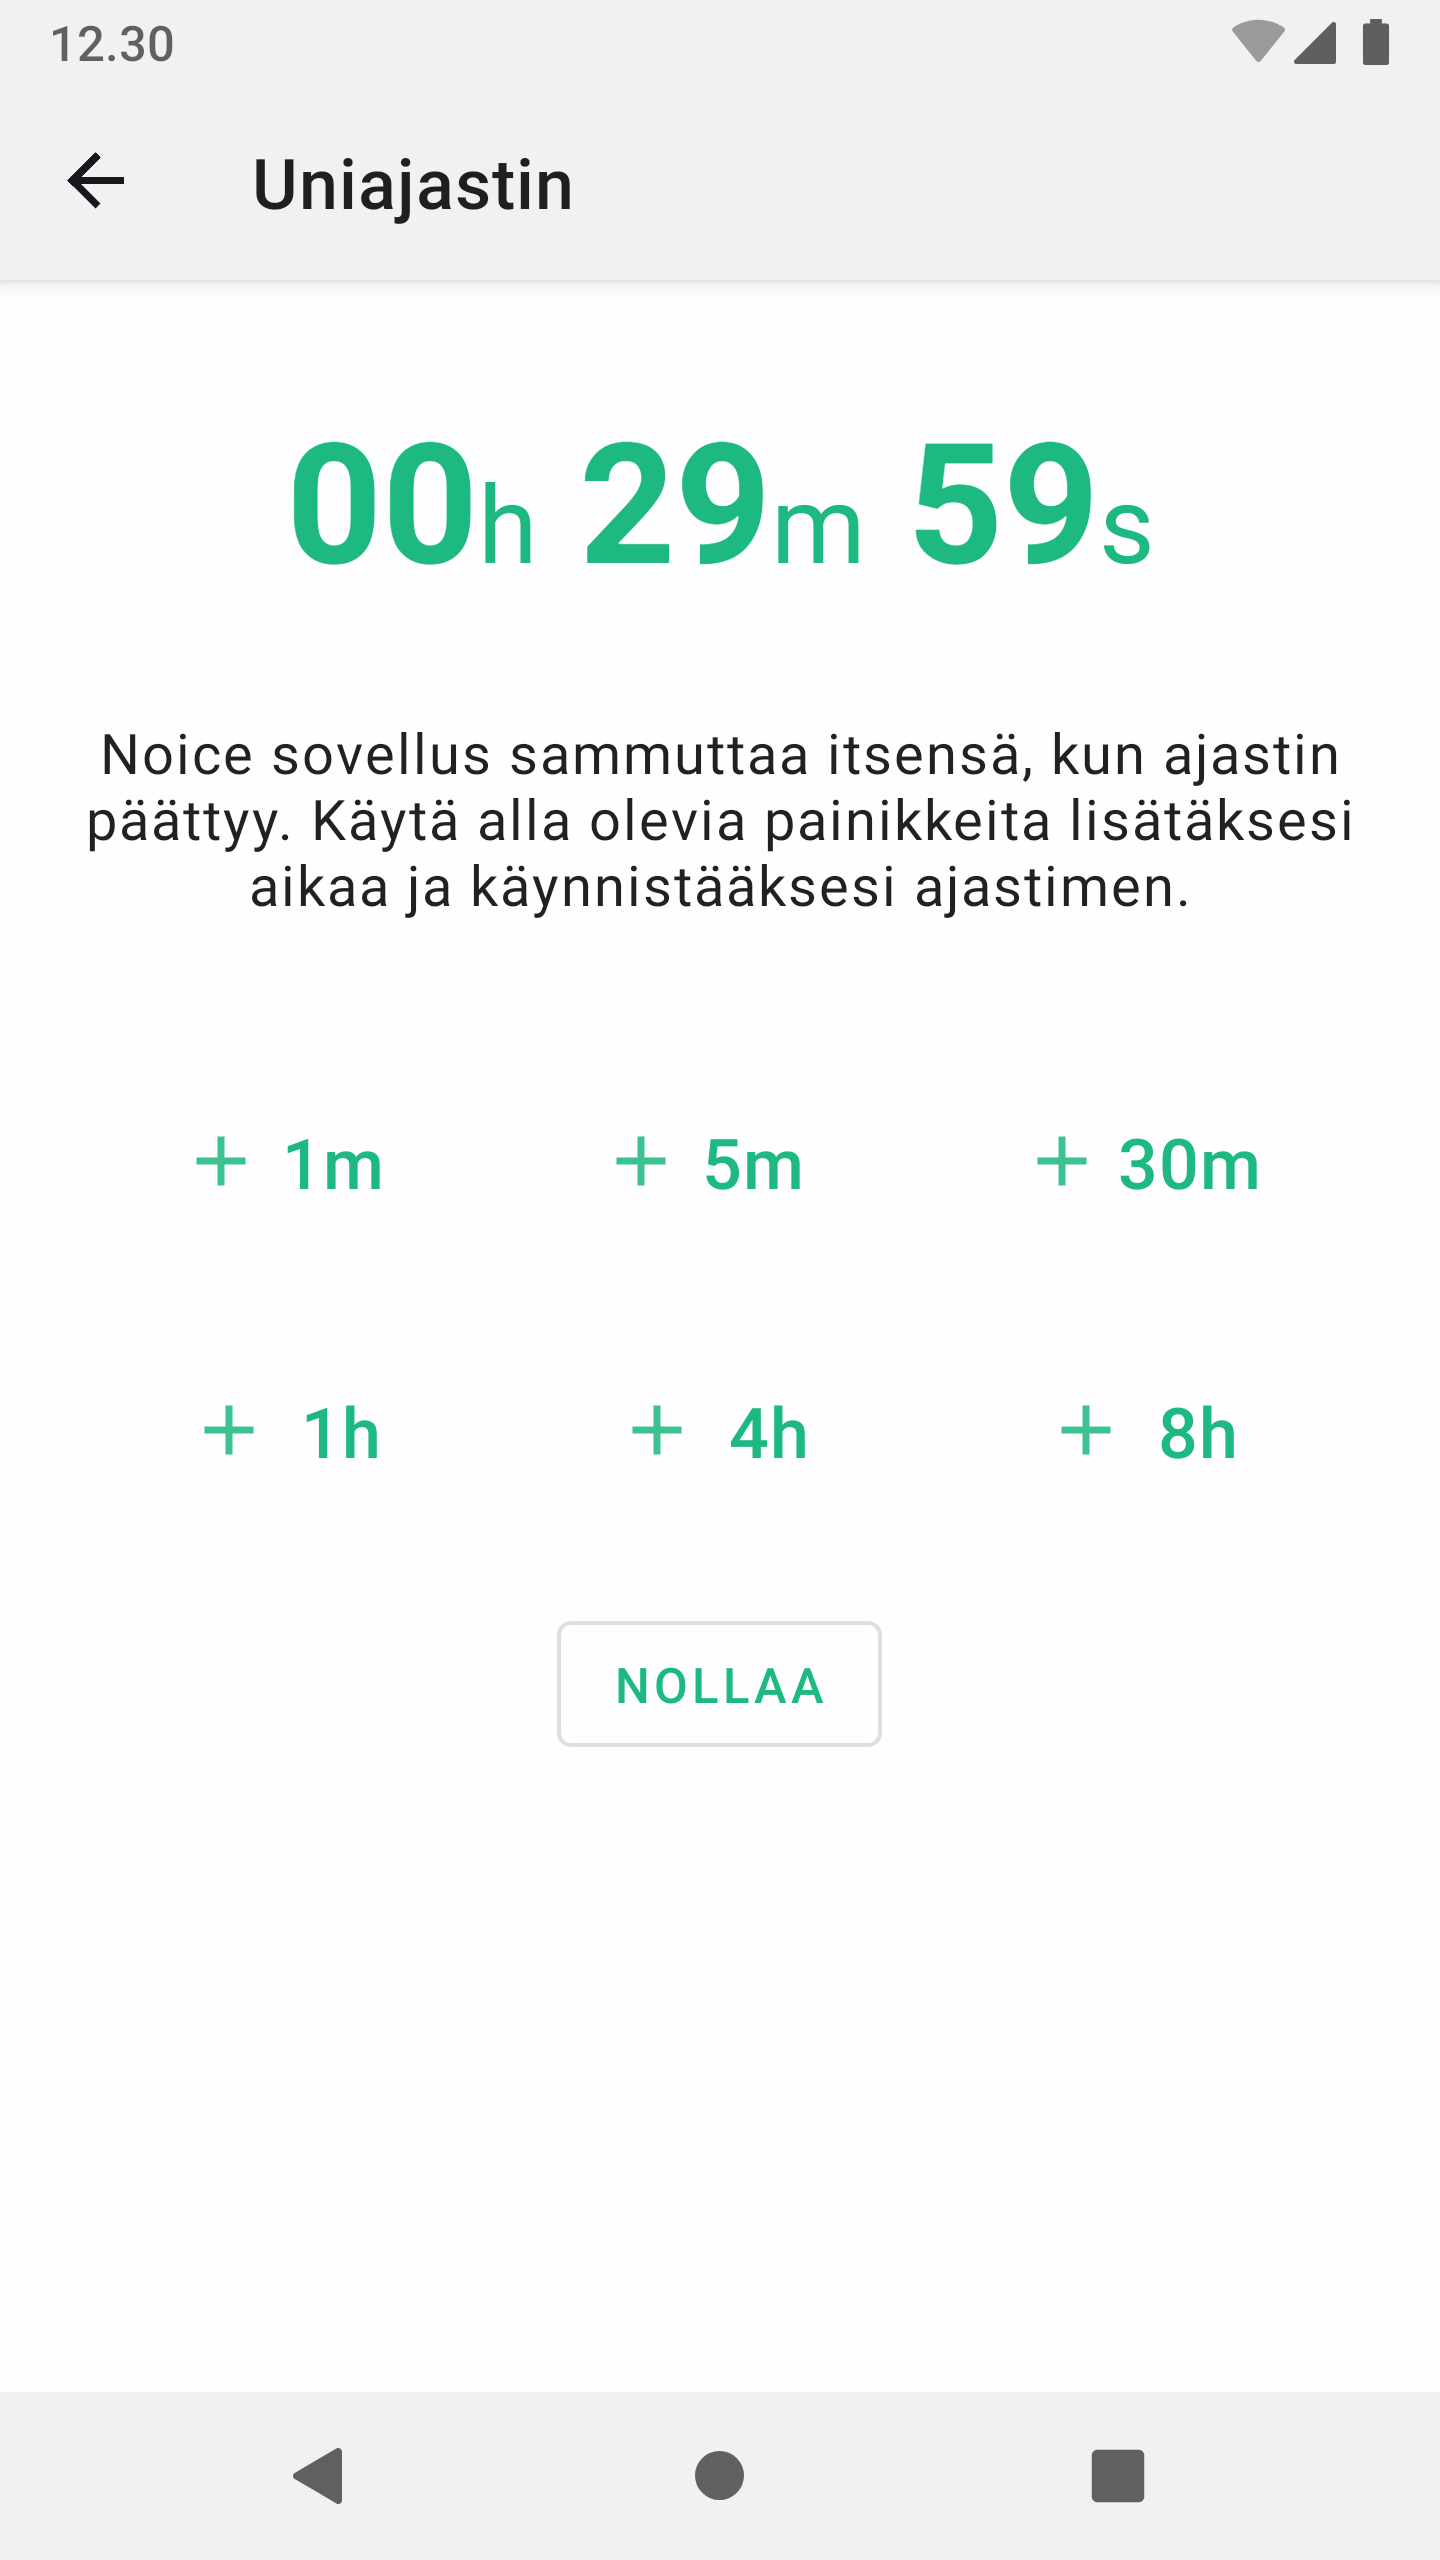 12.30
Uniajastin
00h 29m 59s
Noice sovellus sammuttaa itsensä, kun ajastin
päättyy. Käytä alla olevia painikkeita lisätäksesi
aikaa ja käynnistääksesi ajastimen.
+ 1m + 5m + 30m
+ 1h + 4h + 8h
NOLLAA